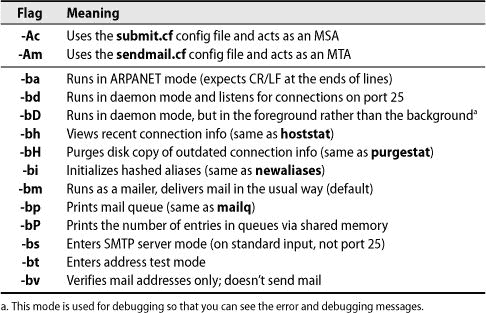 Flag Meaning
-Ac Uses the submit.cf config file and acts as an MSA
-Am Uses the sendmail.cf config file and acts as an MTA
-ba Runs in ARPANET mode (expects CR/LF at the ends of lines)
-bd Runs in daemon mode and listens for connections on port 25
-bD Runs in daemon mode, but in the foreground rather than the backgroundᵃ
-bh Views recent connection info (same as hoststat)
-bH Purges disk copy of outdated connection info (same as purgestat)
-bi Initializes hashed aliases (same as newaliases)
-bm Runs as a mailer, delivers mail in the usual way (default)
-bp Prints mail queue (same as mailq)
-bP Prints the number of entries in queues via shared memory
-bs Enters SMTP server mode (on standard input, not port 25)
-bt Enters address test mode
-bv Verifies mail addresses only; doesn’t send mail
a. This mode is used for debugging so that you can see the error and debugging messages.